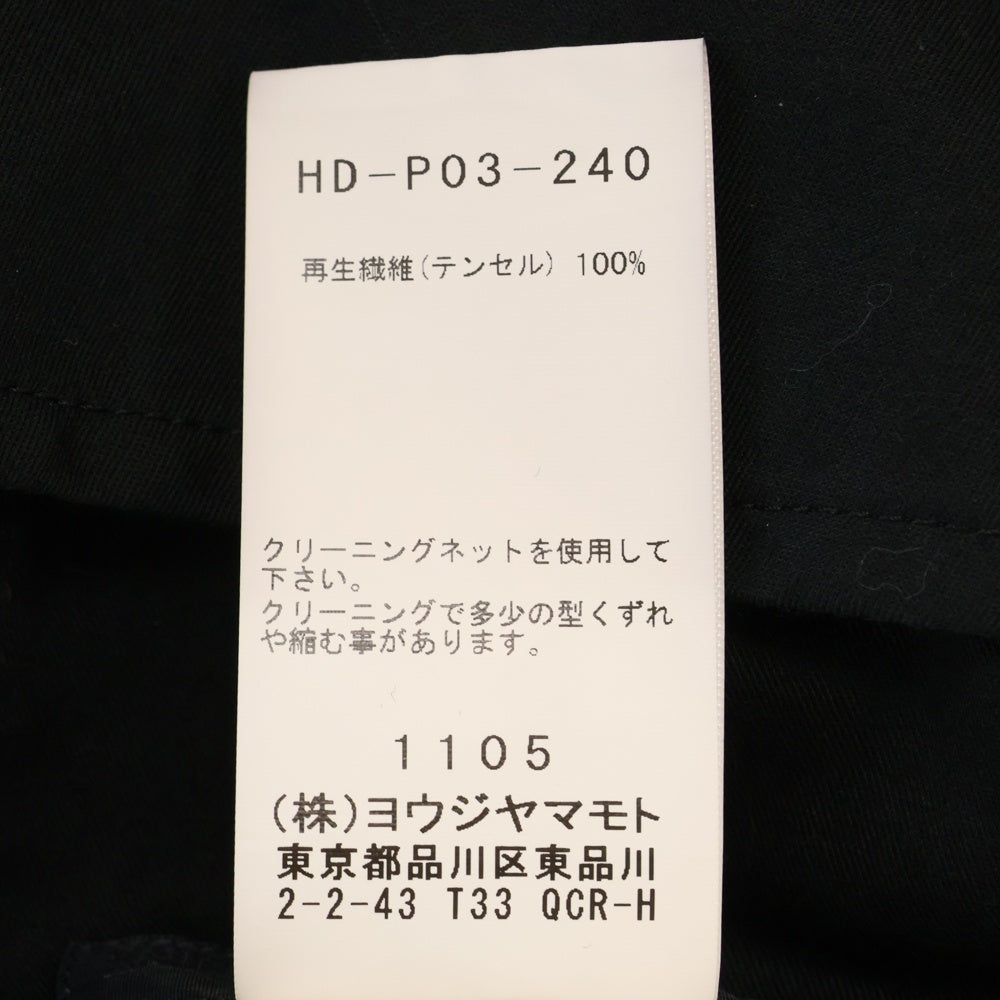 HD-P03-240
再生繊維(テンセル) 100%
クリーニングネットを使用して
下さい。
クリーニングで多少の型くずれ
や縮む事があります。
1105
(株)ヨウジヤマモト
東京都品川区東品川
2-2-43 T33 QCR-H